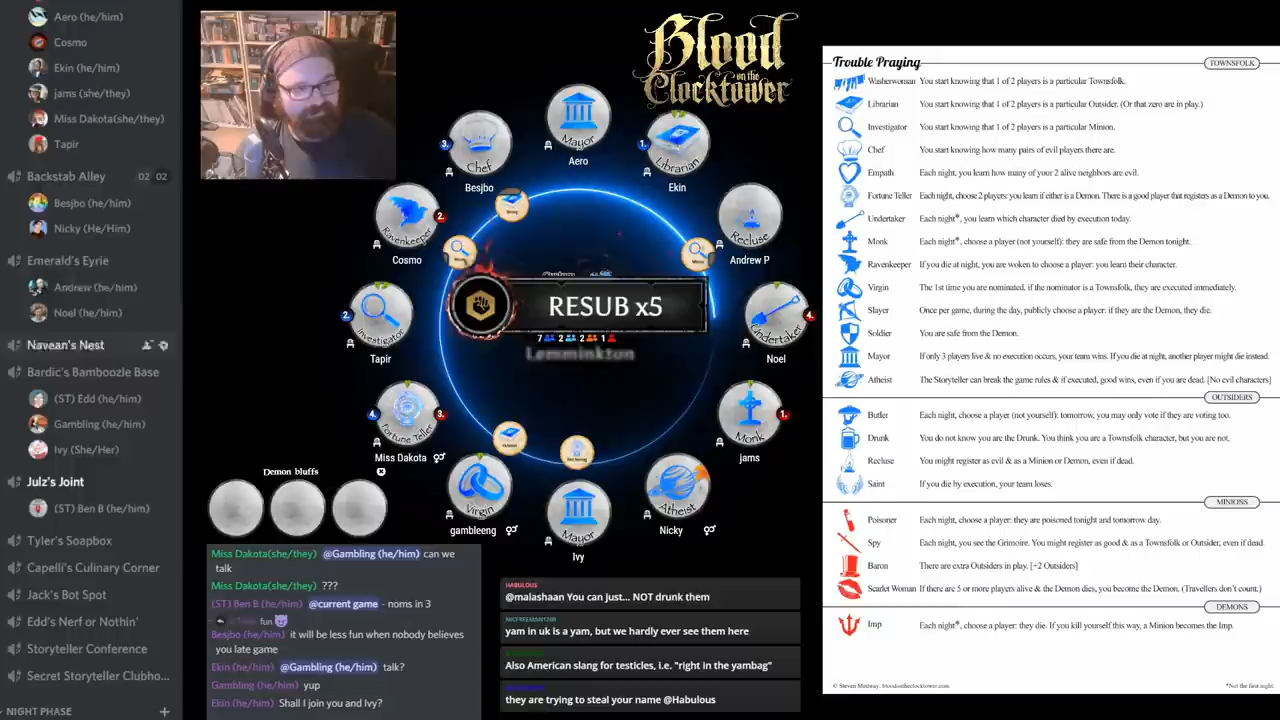 Aero (he/him)
Cosmo
Ekin (he/him)
jams (she/they)
Miss Dakota(she/they)
Tapir
Backstab Alley 02 02
Besjbo (he/him)
Nicky (He/Him)
Emerald's Eyrie
Andrew (he/him)
Noel (he/him)
Navean's Nest
Bardic's Bamboozle Base
(ST) Edd (he/him)
Gambling (he/him)
Ivy (She/Her)
Julz's Joint
(ST) Ben B (he/him)
Tyler's Soapbox
Capelli's Culinary Corner
Jack's Bot Spot
Edd's Nerf or Nothin'
Storyteller Conference
Secret Storyteller Clubho...
NIGHT PHASE
Blood
on the
Clocktower
Mayor
Aero
3.
Chef
Besjbo
1.
Librarian
Ekin
Ravenkeeper
2.
Cosmo
Recluse
Andrew P
2.
Investigator
Tapir
Undertaker
4.
Noel
4.
Fortune Teller
3.
Miss Dakota
Monk
1.
jams
Virgin
gambleeng
Mayor
Ivy
Atheist
Nicky
RESUB x5
7 2 2 1
Lemminkton
Demon bluffs
Miss Dakota(she/they) @Gambling (he/him) can we
talk
Miss Dakota(she/they) ???
(ST) Ben B (he/him) @current game - noms in 3
fun
Besjbo (he/him) it will be less fun when nobody believes
you late game
Ekin (he/him) @Gambling (he/him) talk?
Gambling (he/him) yup
Ekin (he/him) Shall I join you and Ivy?
HABULOUS
@malashaan You can just... NOT drunk them
yam in uk is a yam, but we hardly ever see them here
Also American slang for testicles, i.e. "right in the yambag"
they are trying to steal your name @Habulous
Trouble Praying
TOWNSFOLK
Washerwoman You start knowing that 1 of 2 players is a particular Townsfolk.
Librarian You start knowing that 1 of 2 players is a particular Outsider. (Or that zero are in play.)
Investigator You start knowing that 1 of 2 players is a particular Minion.
Chef You start knowing how many pairs of evil players there are.
Empath Each night, you learn how many of your 2 alive neighbors are evil.
Fortune Teller Each night, choose 2 players: you learn if either is a Demon. There is a good player that registers as a Demon to you.
Undertaker Each night*, you learn which character died by execution today.
Monk Each night*, choose a player (not yourself): they are safe from the Demon tonight.
Ravenkeeper If you die at night, you are woken to choose a player: you learn their character.
Virgin The 1st time you are nominated, if the nominator is a Townsfolk, they are executed immediately.
Slayer Once per game, during the day, publicly choose a player: if they are the Demon, they die.
Soldier You are safe from the Demon.
Mayor If only 3 players live & no execution occurs, your team wins. If you die at night, another player might die instead.
Atheist The Storyteller can break the game rules & if executed, good wins, even if you are dead. [No evil characters]
OUTSIDERS
Butler Each night, choose a player (not yourself): tomorrow, you may only vote if they are voting too.
Drunk You do not know you are the Drunk. You think you are a Townsfolk character, but you are not.
Recluse You might register as evil & as a Minion or Demon, even if dead.
Saint If you die by execution, your team loses.
MINIONS
Poisoner Each night, choose a player: they are poisoned tonight and tomorrow day.
Spy Each night, you see the Grimoire. You might register as good & as a Townsfolk or Outsider, even if dead.
Baron There are extra Outsiders in play. [+2 Outsiders]
Scarlet Woman If there are 5 or more players alive & the Demon dies, you become the Demon. (Travellers don't count.)
DEMONS
Imp Each night*, choose a player: they die. If you kill yourself this way, a Minion becomes the Imp.
© Steven Medway, bloodontheclocktower.com
*Not the first night.